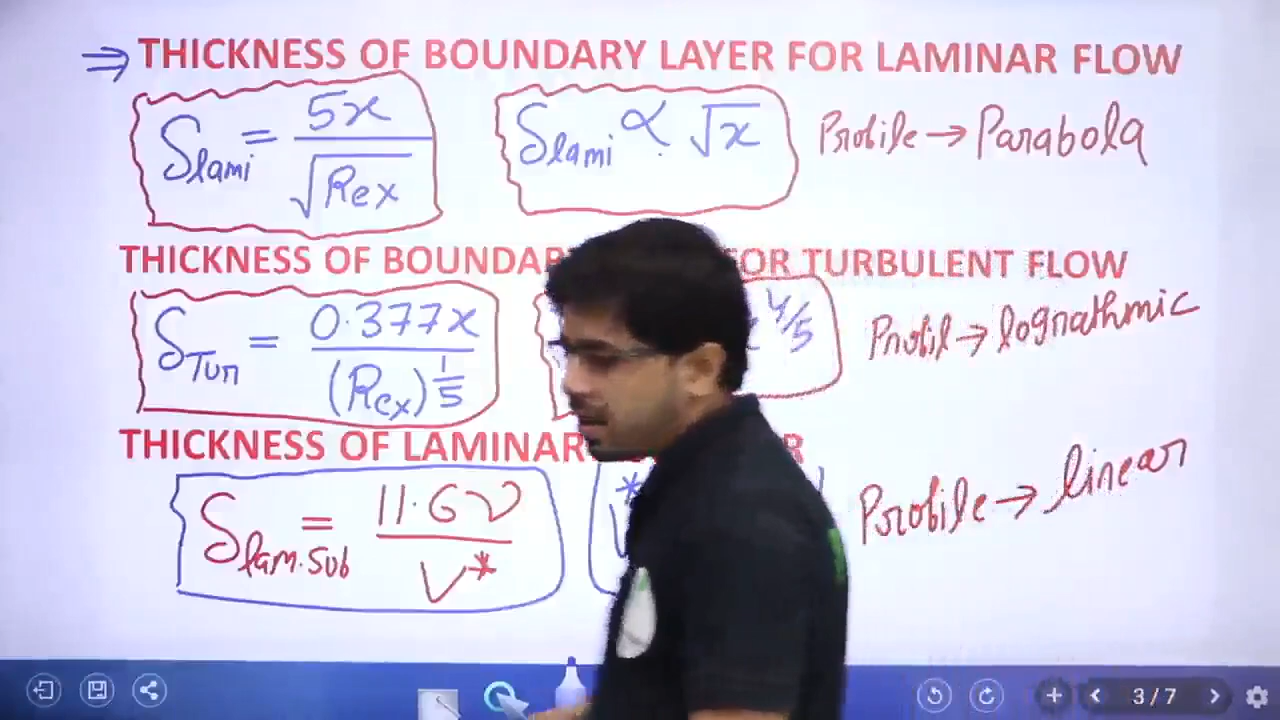 ⇒ THICKNESS OF BOUNDARY LAYER FOR LAMINAR FLOW
δlami = 5x / √Rex    δlami ∝ √x    Profile → Parabola
THICKNESS OF BOUNDAR OR TURBULENT FLOW
δTur = 0.377x / (Rex)^1/5    4/5    Profil → lognathmic
THICKNESS OF LAMINAR R
δlam.sub = 11.6ν / V*    Profile → linear
3 / 7